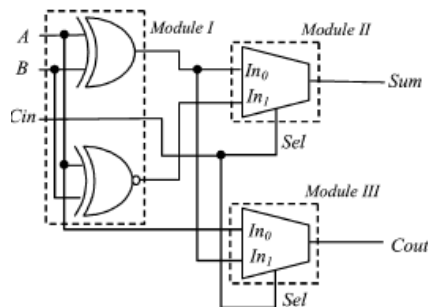 A
Module I
Module II
B
In0
Sum
Cin
In1
Sel
Module III
In0
In1
Cout
Sel